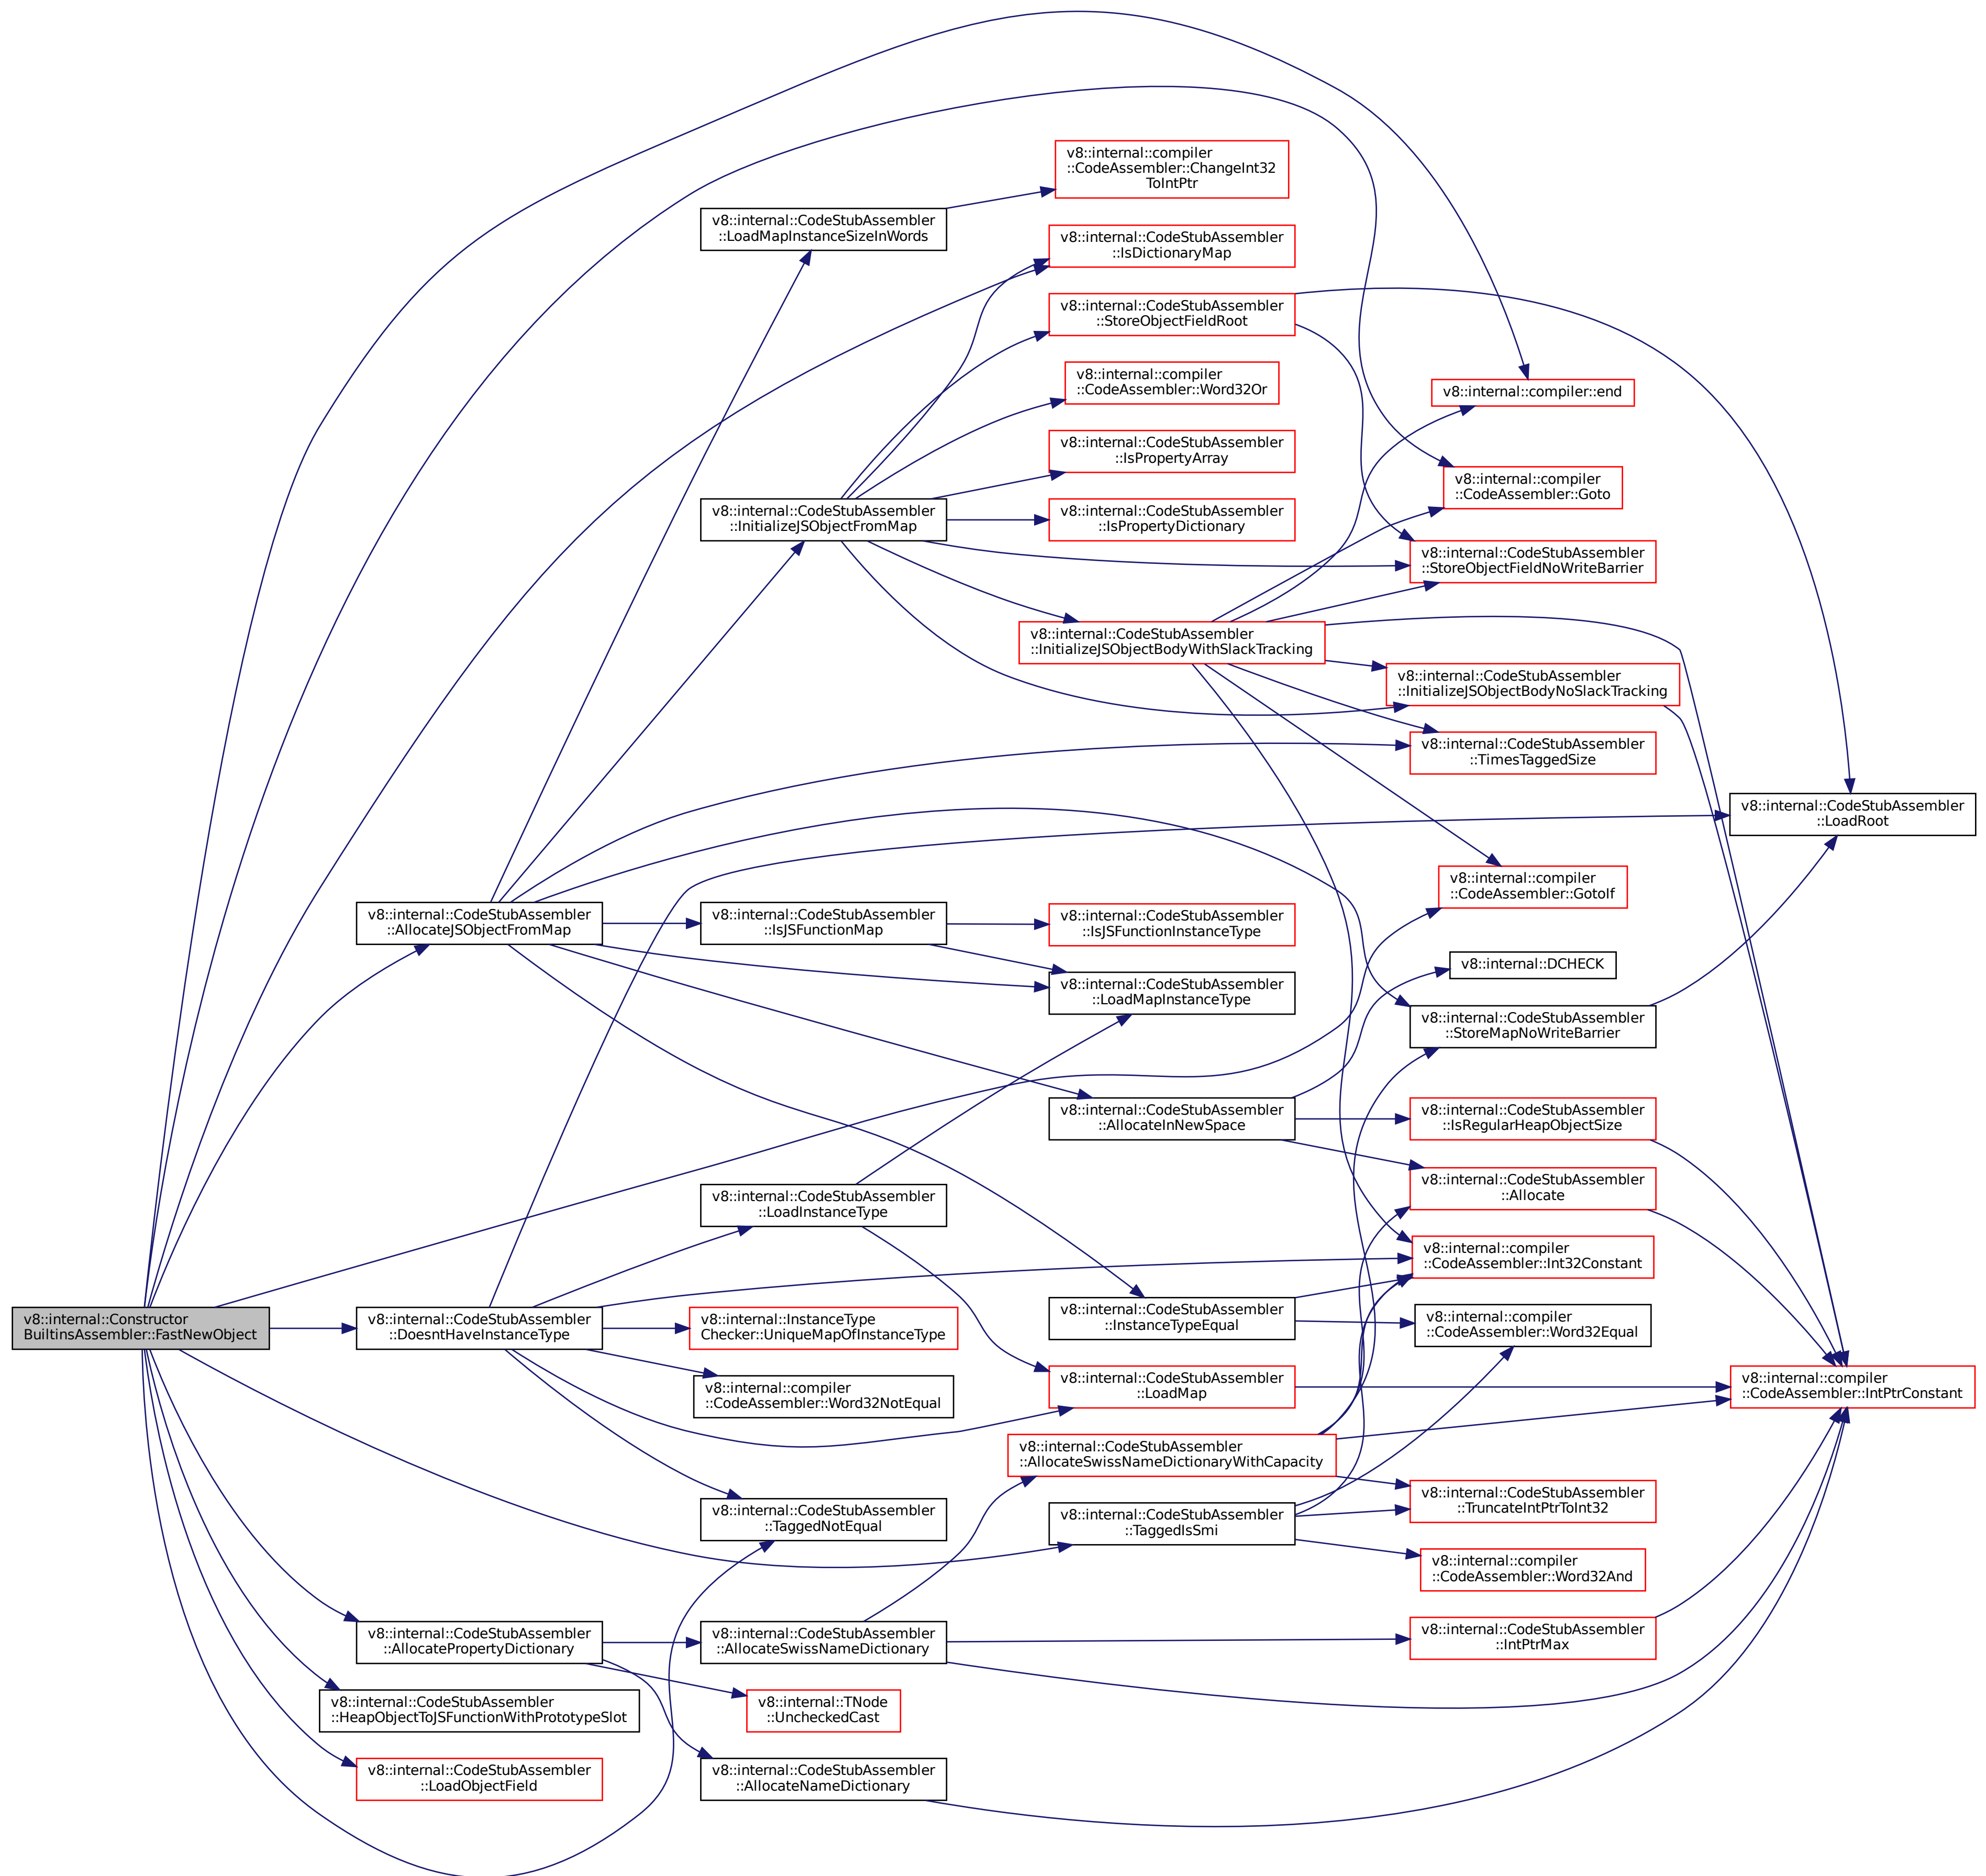 v8::internal::compiler
::CodeAssembler::ChangeInt32
ToIntPtr
v8::internal::CodeStubAssembler
::LoadMapInstanceSizeInWords
v8::internal::CodeStubAssembler
::IsDictionaryMap
v8::internal::CodeStubAssembler
::StoreObjectFieldRoot
v8::internal::compiler
::CodeAssembler::Word32Or
v8::internal::compiler::end
v8::internal::CodeStubAssembler
::IsPropertyArray
v8::internal::compiler
::CodeAssembler::Goto
v8::internal::CodeStubAssembler
::InitializeJSObjectFromMap
v8::internal::CodeStubAssembler
::IsPropertyDictionary
v8::internal::CodeStubAssembler
::StoreObjectFieldNoWriteBarrier
v8::internal::CodeStubAssembler
::InitializeJSObjectBodyWithSlackTracking
v8::internal::CodeStubAssembler
::InitializeJSObjectBodyNoSlackTracking
v8::internal::CodeStubAssembler
::TimesTaggedSize
v8::internal::CodeStubAssembler
::LoadRoot
v8::internal::compiler
::CodeAssembler::GotoIf
v8::internal::CodeStubAssembler
::AllocateJSObjectFromMap
v8::internal::CodeStubAssembler
::IsJSFunctionMap
v8::internal::CodeStubAssembler
::IsJSFunctionInstanceType
v8::internal::DCHECK
v8::internal::CodeStubAssembler
::LoadMapInstanceType
v8::internal::CodeStubAssembler
::StoreMapNoWriteBarrier
v8::internal::CodeStubAssembler
::AllocateInNewSpace
v8::internal::CodeStubAssembler
::IsRegularHeapObjectSize
v8::internal::CodeStubAssembler
::Allocate
v8::internal::CodeStubAssembler
::LoadInstanceType
v8::internal::compiler
::CodeAssembler::Int32Constant
v8::internal::Constructor
BuiltinsAssembler::FastNewObject
v8::internal::CodeStubAssembler
::DoesntHaveInstanceType
v8::internal::InstanceType
Checker::UniqueMapOfInstanceType
v8::internal::CodeStubAssembler
::InstanceTypeEqual
v8::internal::compiler
::CodeAssembler::Word32Equal
v8::internal::compiler
::CodeAssembler::Word32NotEqual
v8::internal::CodeStubAssembler
::LoadMap
v8::internal::compiler
::CodeAssembler::IntPtrConstant
v8::internal::CodeStubAssembler
::AllocateSwissNameDictionaryWithCapacity
v8::internal::CodeStubAssembler
::TruncateIntPtrToInt32
v8::internal::CodeStubAssembler
::TaggedNotEqual
v8::internal::CodeStubAssembler
::TaggedIsSmi
v8::internal::compiler
::CodeAssembler::Word32And
v8::internal::CodeStubAssembler
::AllocatePropertyDictionary
v8::internal::CodeStubAssembler
::AllocateSwissNameDictionary
v8::internal::CodeStubAssembler
::IntPtrMax
v8::internal::CodeStubAssembler
::HeapObjectToJSFunctionWithPrototypeSlot
v8::internal::TNode
::UncheckedCast
v8::internal::CodeStubAssembler
::LoadObjectField
v8::internal::CodeStubAssembler
::AllocateNameDictionary